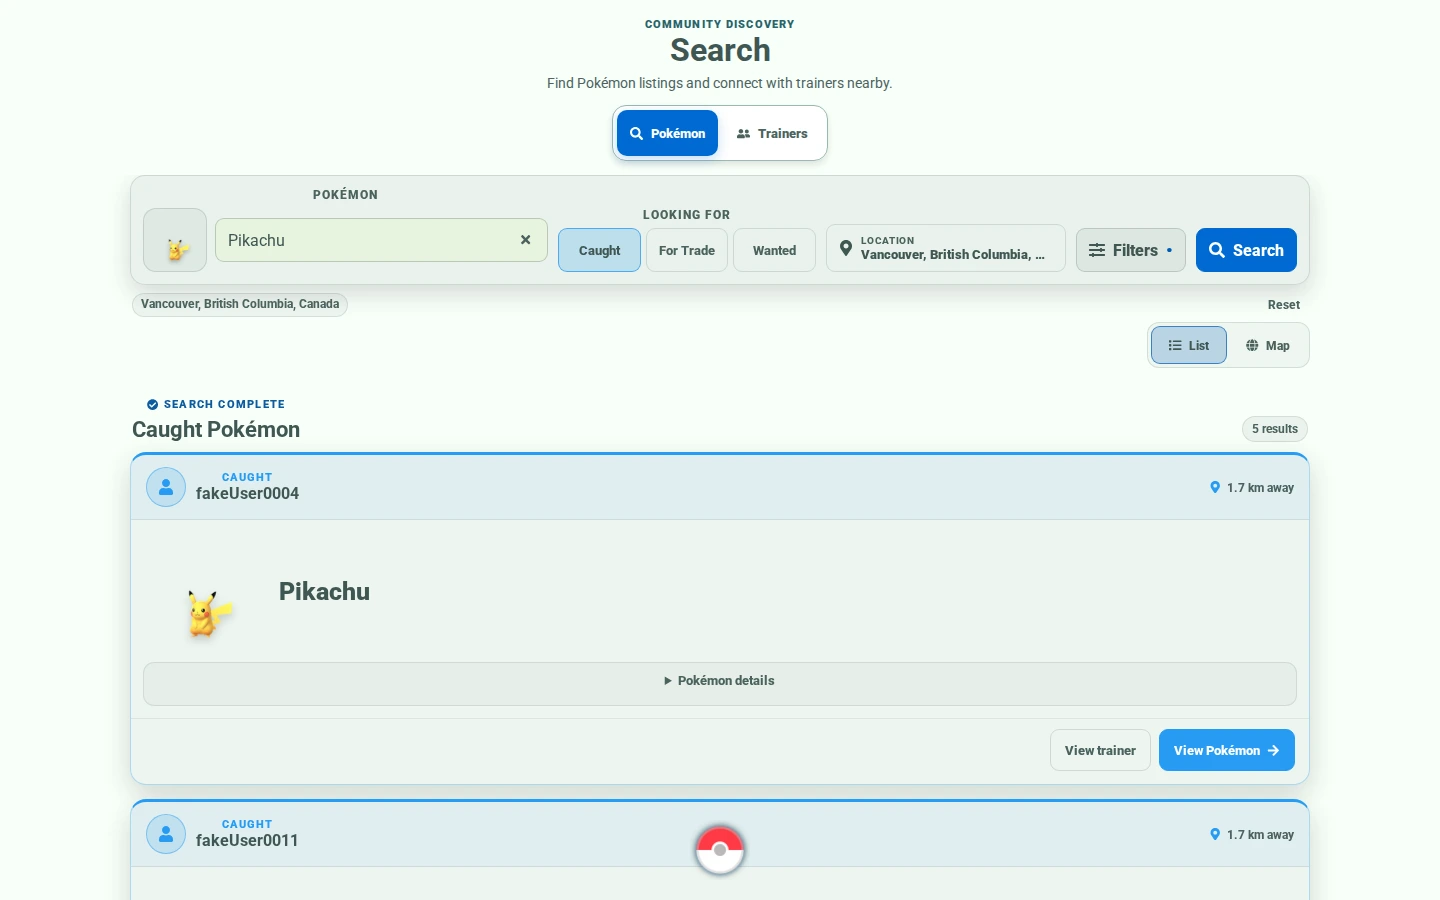 COMMUNITY DISCOVERY
Search
Find Pokémon listings and connect with trainers nearby.
Pokémon
Trainers
POKÉMON
Pikachu
LOOKING FOR
Caught
For Trade
Wanted
LOCATION
Vancouver, British Columbia, ...
Filters
Search
Vancouver, British Columbia, Canada
Reset
List
Map
SEARCH COMPLETE
Caught Pokémon
5 results
CAUGHT
fakeUser0004
1.7 km away
Pikachu
Pokémon details
View trainer
View Pokémon
CAUGHT
fakeUser0011
1.7 km away